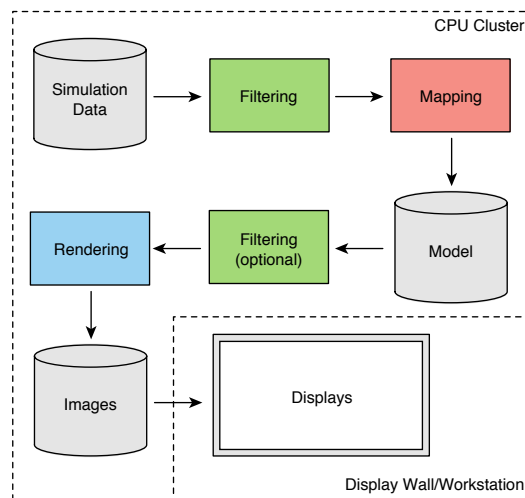 CPU Cluster
Simulation
Data
Filtering
Mapping
Rendering
Filtering
(optional)
Model
Images
Displays
Display Wall/Workstation